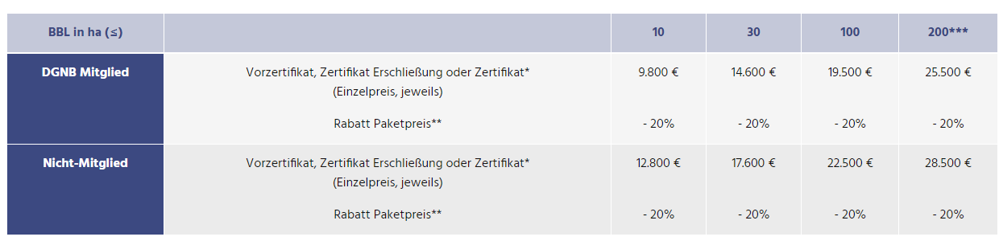 BBL in ha (≤) 10 30 100 200***
DGNB Mitglied Vorzertifikat, Zertifikat Erschließung oder Zertifikat* 9.800 € 14.600 € 19.500 € 25.500 €
(Einzelpreis, jeweils)
Rabatt Paketpreis** - 20% - 20% - 20% - 20%
Nicht-Mitglied Vorzertifikat, Zertifikat Erschließung oder Zertifikat* 12.800 € 17.600 € 22.500 € 28.500 €
(Einzelpreis, jeweils)
Rabatt Paketpreis** - 20% - 20% - 20% - 20%